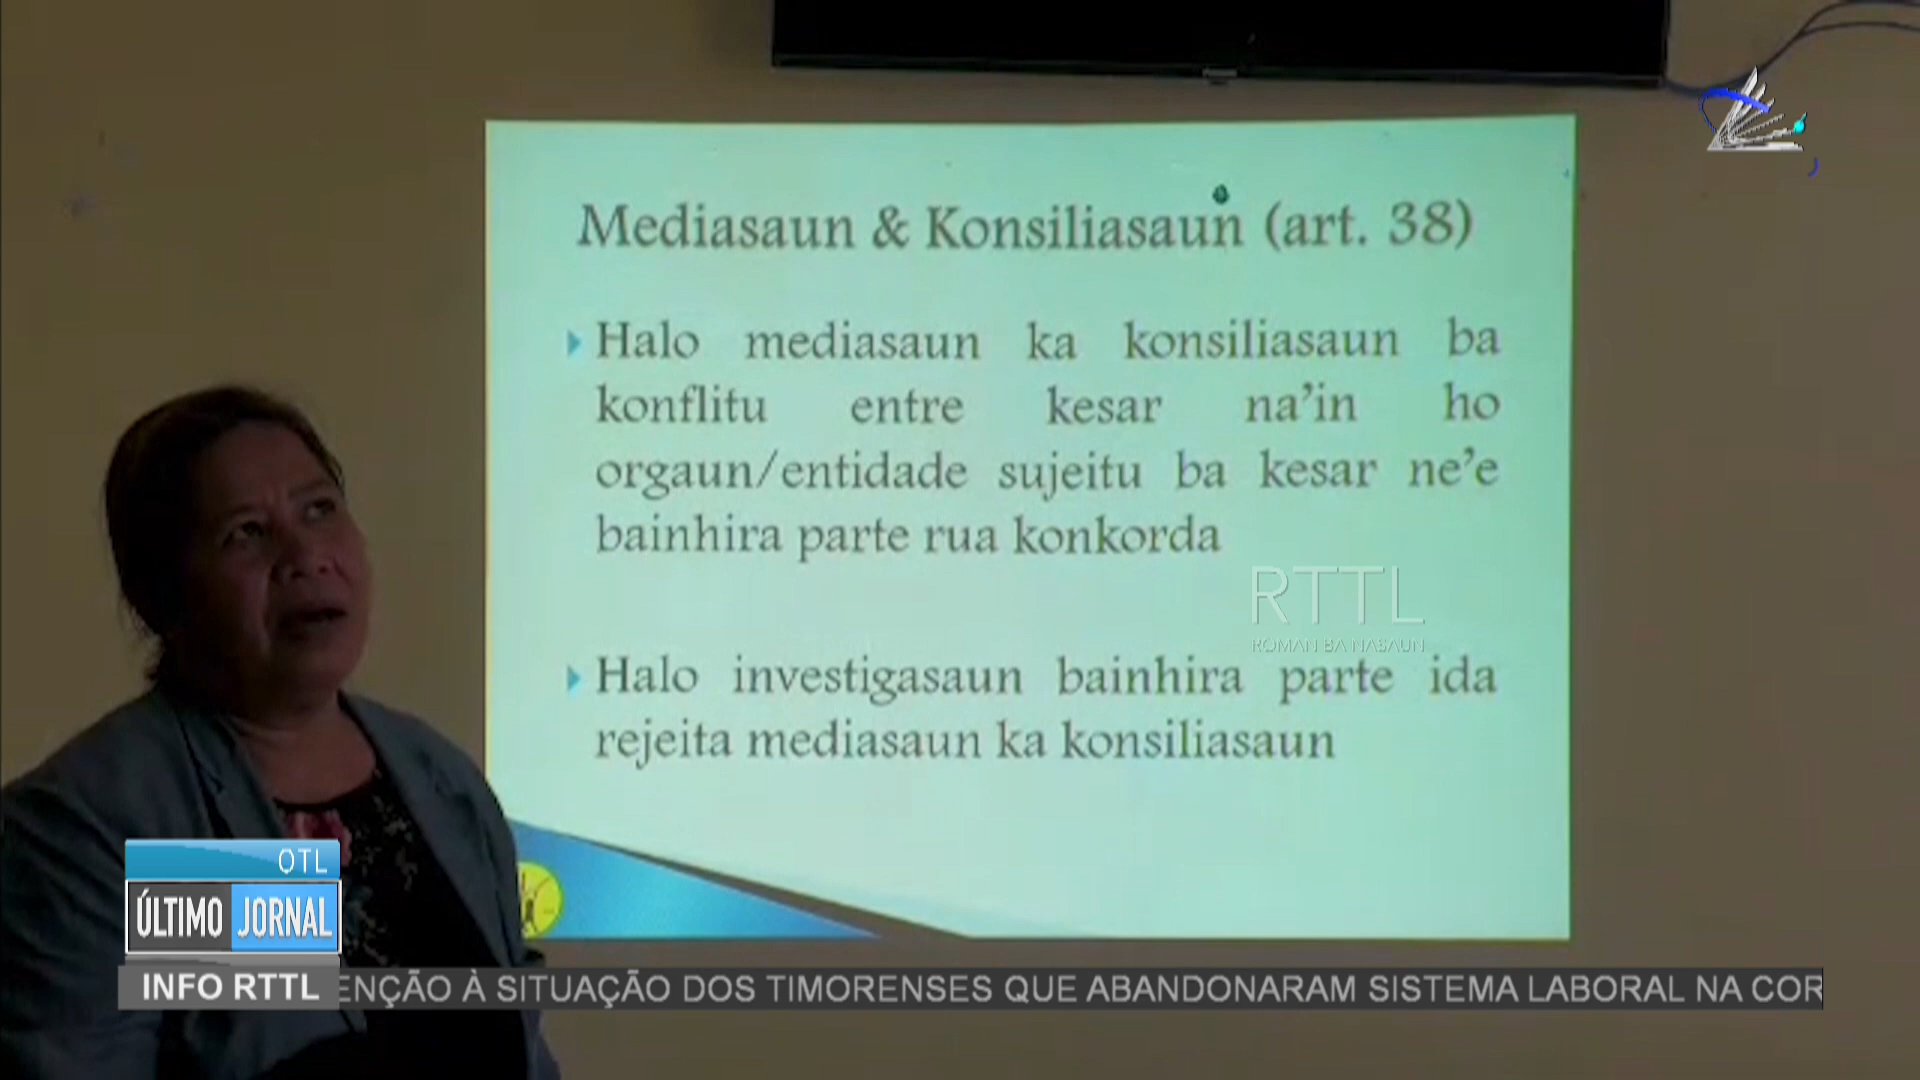 Mediasaun & Konsiliasaun (art. 38)
Halo mediasaun ka konsiliasaun ba
konflitu entre kesar na'in ho
orgaun/entidade sujeitu ba kesar ne'e
bainhira parte rua konkorda
RTTL
ROMAN BA NASAUN
Halo investigasaun bainhira parte ida
rejeita mediasaun ka konsiliasaun
OTL
ÚLTIMO JORNAL
INFO RTTL ENÇÃO À SITUAÇÃO DOS TIMORENSES QUE ABANDONARAM SISTEMA LABORAL NA COR